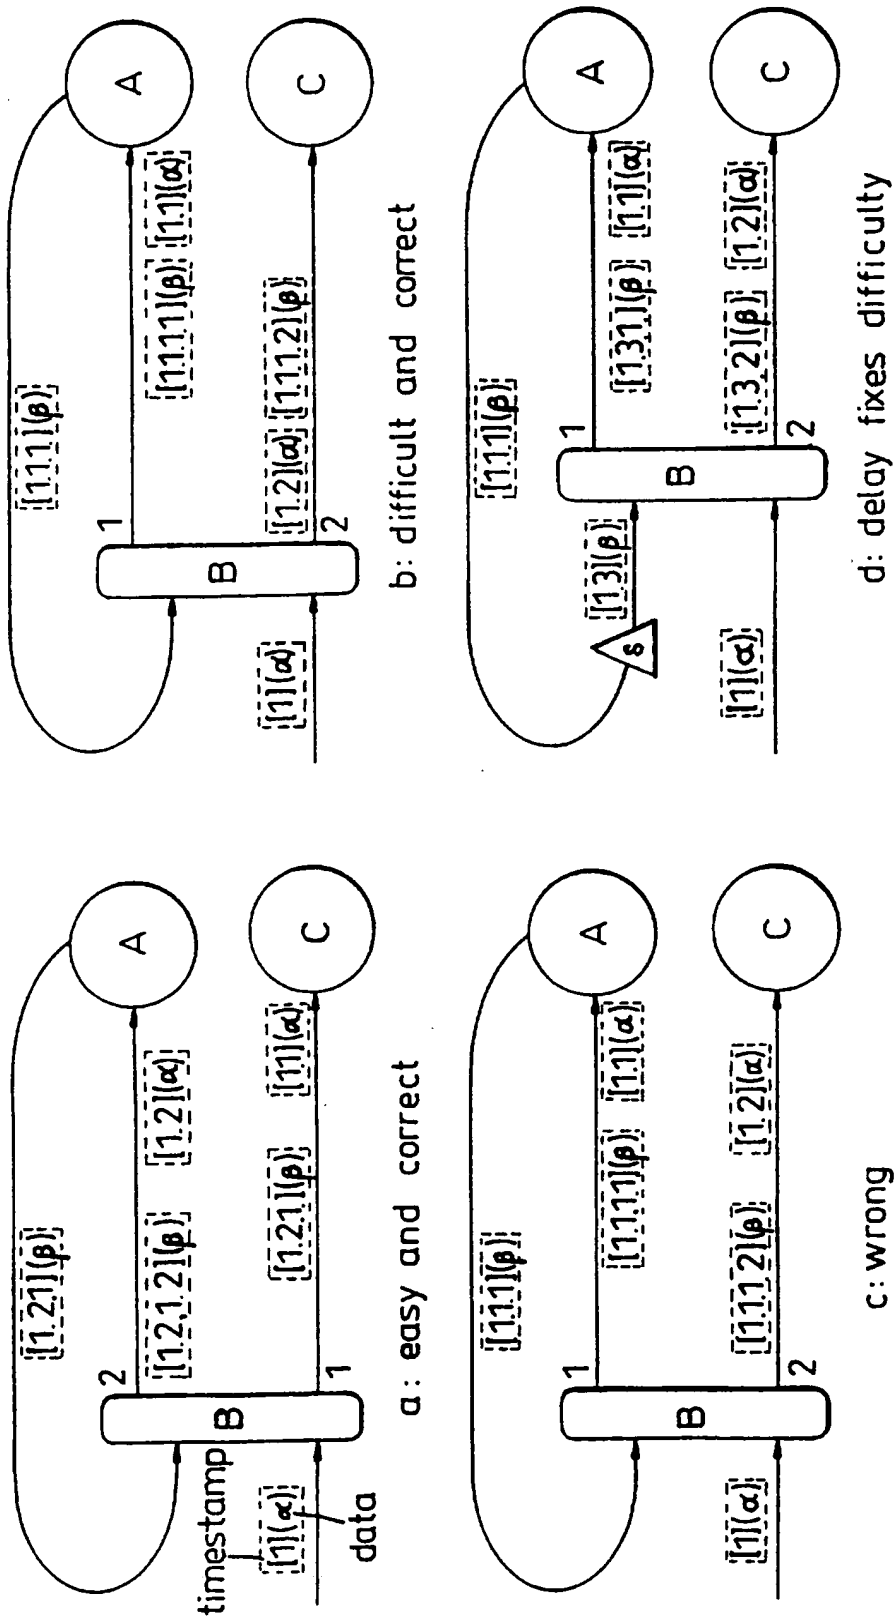 [1.2.1](β)
2
[1.2,1.2](β) [1.2](α)
A
timestamp
B
[1](α)
[1.2.1](β) [1.1](α)
C
1
data
a: easy and correct
[1.1.1](β)
1
[1.1.1.1](β) [1.1](α)
A
B
[1](α)
[1.2](α) [1.1.1.2](β)
C
2
b: difficult and correct
[1.1.1](β)
1
[1.1.1.1](β) [1.1](α)
A
B
[1](α)
[1.1.1.2](β) [1.2](α)
C
2
c: wrong
[1.1.1](β)
1
δ
[1.3](β)
[1.3.1](β) [1.1](α)
A
B
[1](α)
[1.3.2](β) [1.2](α)
C
2
d: delay fixes difficulty